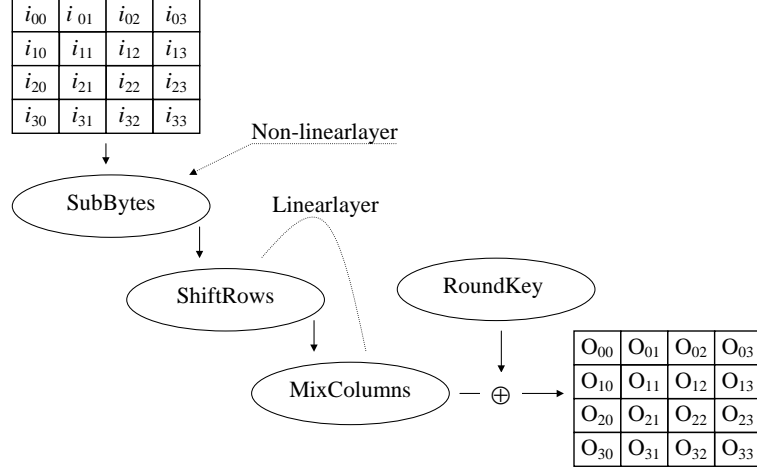 i₀₀ i ₀₁ i₀₂ i₀₃
i₁₀ i₁₁ i₁₂ i₁₃
i₂₀ i₂₁ i₂₂ i₂₃
i₃₀ i₃₁ i₃₂ i₃₃
Non-linearlayer
SubBytes
Linearlayer
ShiftRows
RoundKey
MixColumns
⊕
O₀₀ O₀₁ O₀₂ O₀₃
O₁₀ O₁₁ O₁₂ O₁₃
O₂₀ O₂₁ O₂₂ O₂₃
O₃₀ O₃₁ O₃₂ O₃₃